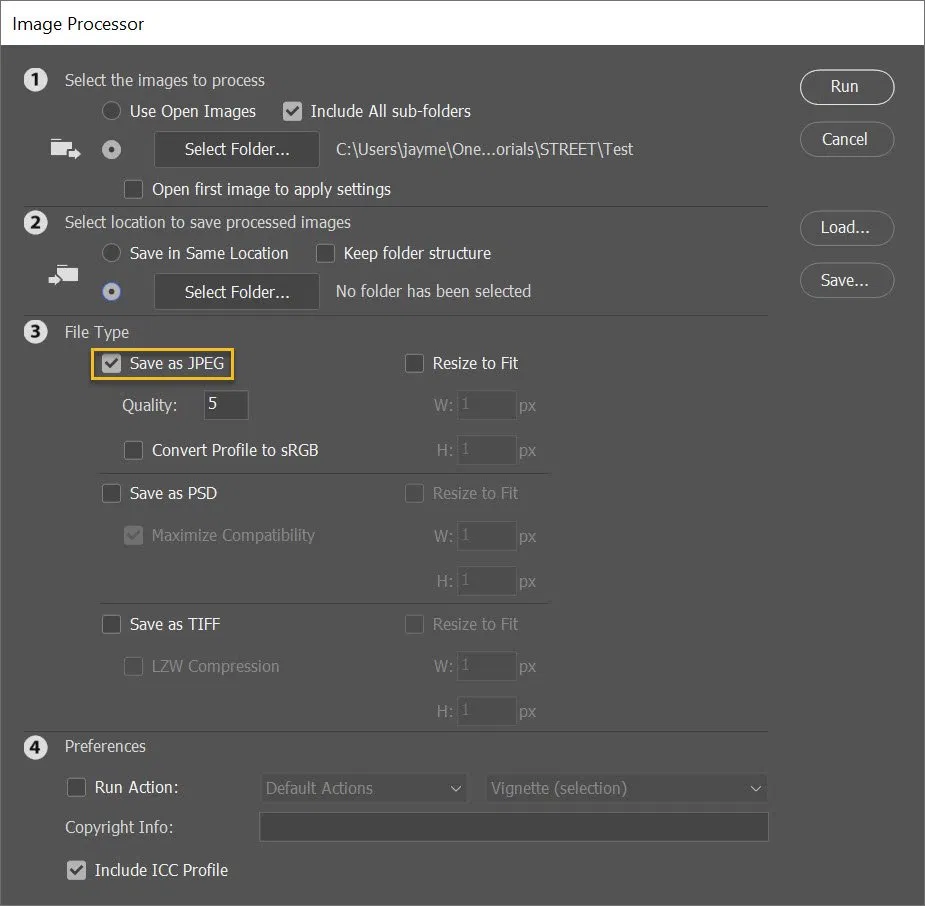 Image Processor
1 Select the images to process
Use Open Images Include All sub-folders
Select Folder... C:\Users\jayme\One...orials\STREET\Test
Open first image to apply settings
Run
Cancel
2 Select location to save processed images
Save in Same Location Keep folder structure
Select Folder... No folder has been selected
Load...
Save...
3 File Type
Save as JPEG Resize to Fit
Quality: 5 W: 1 px
Convert Profile to sRGB H: 1 px
Save as PSD Resize to Fit
Maximize Compatibility W: 1 px
H: 1 px
Save as TIFF Resize to Fit
LZW Compression W: 1 px
H: 1 px
4 Preferences
Run Action: Default Actions Vignette (selection)
Copyright Info:
Include ICC Profile